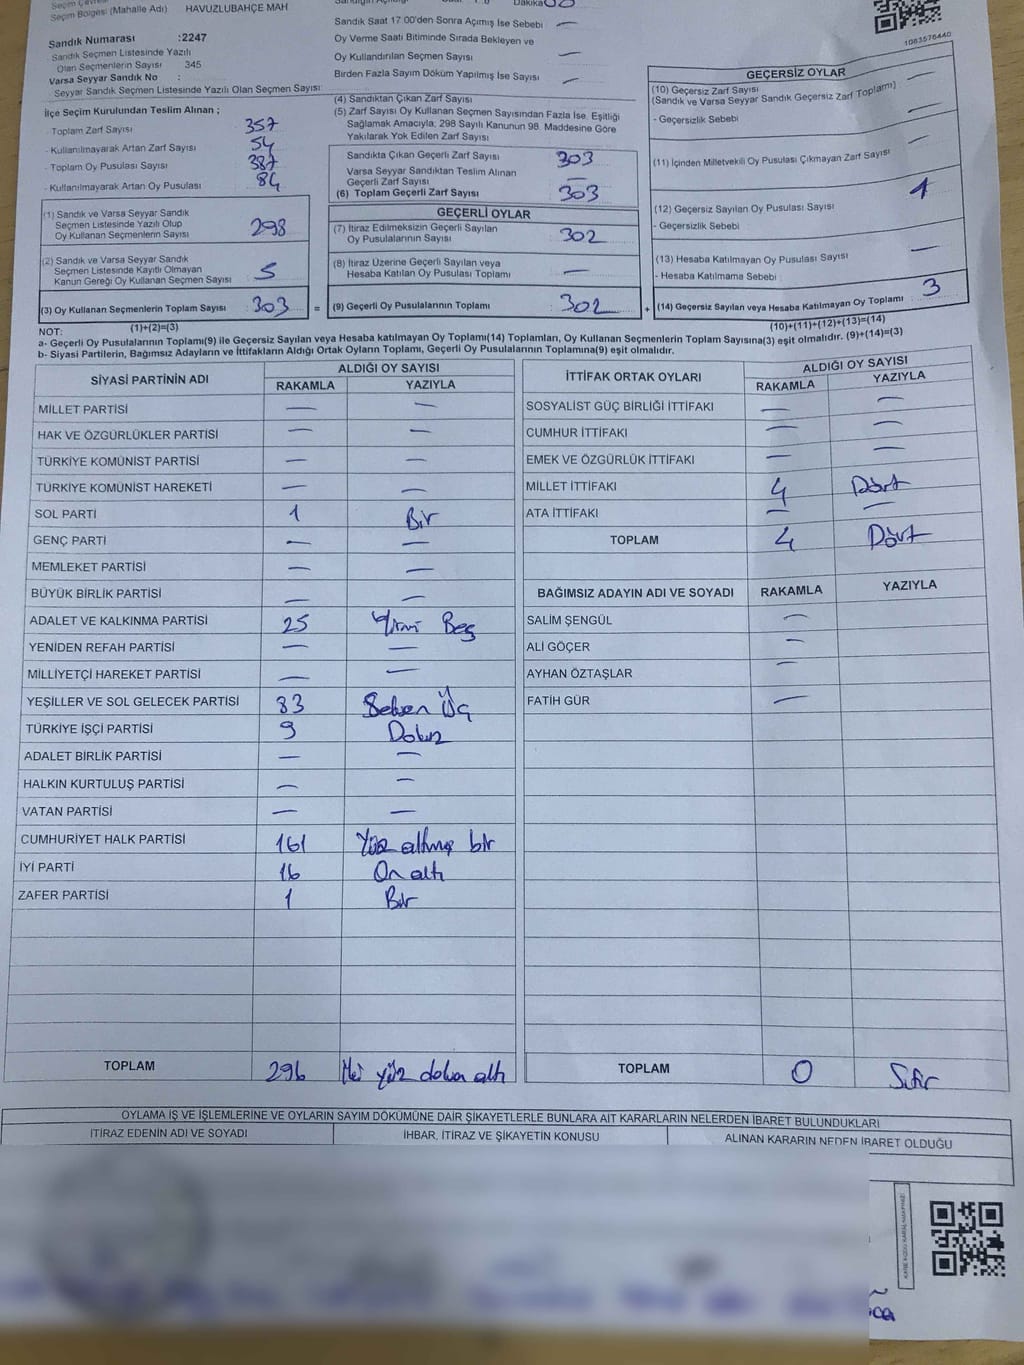 Seçim Bölgesi (Mahalle Adı) HAVUZLUBAHÇE MAH
Sandık Numarası :2247
Sandık Seçmen Listesinde Yazılı
Olan Seçmenlerin Sayısı 345
Varsa Seyyar Sandık No :
Seyyar Sandık Seçmen Listesinde Yazılı Olan Seçmen Sayısı:
Dakika
Sandık Saat 17:00'den Sonra Açımış İse Sebebi —
Oy Verme Saati Bitiminde Sırada Bekleyen ve
Oy Kullandırılan Seçmen Sayısı —
Birden Fazla Sayım Döküm Yapılmış İse Sayısı —
1083576440
İlçe Seçim Kurulundan Teslim Alınan ;
- Toplam Zarf Sayısı 357
- Kullanılmayarak Artan Zarf Sayısı 54
- Toplam Oy Pusulası Sayısı 387
- Kullanılmayarak Artan Oy Pusulası 84
(1) Sandık ve Varsa Seyyar Sandık
Seçmen Listesinde Yazılı Olup
Oy Kullanan Seçmenlerin Sayısı 298
(2) Sandık ve Varsa Seyyar Sandık
Seçmen Listesinde Kayıtlı Olmayan
Kanun Gereği Oy Kullanan Seçmen Sayısı 5
(3) Oy Kullanan Seçmenlerin Toplam Sayısı 303 =
(4) Sandıktan Çıkan Zarf Sayısı
(5) Zarf Sayısı Oy Kullanan Seçmen Sayısından Fazla İse, Eşitliği
Sağlamak Amacıyla; 298 Sayılı Kanunun 98. Maddesine Göre
Yakılarak Yok Edilen Zarf Sayısı
Sandıkta Çıkan Geçerli Zarf Sayısı 303
Varsa Seyyar Sandıktan Teslim Alınan
Geçerli Zarf Sayısı —
(6) Toplam Geçerli Zarf Sayısı 303
GEÇERLİ OYLAR
(7) İtiraz Edilmeksizin Geçerli Sayılan
Oy Pusulalarının Sayısı 302
(8) İtiraz Üzerine Geçerli Sayılan veya
Hesaba Katılan Oy Pusulası Toplamı —
(9) Geçerli Oy Pusulalarının Toplamı 302 +
GEÇERSİZ OYLAR
(10) Geçersiz Zarf Sayısı —
(Sandık ve Varsa Seyyar Sandık Geçersiz Zarf Toplamı)
- Geçersizlik Sebebi —
(11) İçinden Milletvekili Oy Pusulası Çıkmayan Zarf Sayısı —
(12) Geçersiz Sayılan Oy Pusulası Sayısı 1
- Geçersizlik Sebebi
(13) Hesaba Katılmayan Oy Pusulası Sayısı —
- Hesaba Katılmama Sebebi
(14) Geçersiz Sayılan veya Hesaba Katılmayan Oy Toplamı 3
NOT: (1)+(2)=(3) (10)+(11)+(12)+(13)=(14)
a- Geçerli Oy Pusulalarının Toplamı(9) ile Geçersiz Sayılan veya Hesaba katılmayan Oy Toplamı(14) Toplamları, Oy Kullanan Seçmenlerin Toplam Sayısına(3) eşit olmalıdır. (9)+(14)=(3)
b- Siyasi Partilerin, Bağımsız Adayların ve İttifakların Aldığı Ortak Oyların Toplamı, Geçerli Oy Pusulalarının Toplamına(9) eşit olmalıdır.
SİYASİ PARTİNİN ADI ALDIĞI OY SAYISI
RAKAMLA YAZIYLA
MİLLET PARTİSİ — —
HAK VE ÖZGÜRLÜKLER PARTİSİ — —
TÜRKİYE KOMÜNİST PARTİSİ — —
TÜRKİYE KOMÜNİST HAREKETİ — —
SOL PARTİ 1 Bir
GENÇ PARTİ — —
MEMLEKET PARTİSİ — —
BÜYÜK BİRLİK PARTİSİ — —
ADALET VE KALKINMA PARTİSİ 25 Yirmi Beş
YENİDEN REFAH PARTİSİ — —
MİLLİYETÇİ HAREKET PARTİSİ — —
YEŞİLLER VE SOL GELECEK PARTİSİ 83 Seksen Üç
TÜRKİYE İŞÇİ PARTİSİ 9 Dokuz
ADALET BİRLİK PARTİSİ — —
HALKIN KURTULUŞ PARTİSİ — —
VATAN PARTİSİ — —
CUMHURİYET HALK PARTİSİ 161 Yüz altmış bir
İYİ PARTİ 16 On altı
ZAFER PARTİSİ 1 Bir
TOPLAM 296 İki yüz doksan altı
İTTİFAK ORTAK OYLARI ALDIĞI OY SAYISI
RAKAMLA YAZIYLA
SOSYALİST GÜÇ BİRLİĞİ İTTİFAKI — —
CUMHUR İTTİFAKI — —
EMEK VE ÖZGÜRLÜK İTTİFAKI — —
MİLLET İTTİFAKI 4 Dört
ATA İTTİFAKI — —
TOPLAM 4 Dört
BAĞIMSIZ ADAYIN ADI VE SOYADI RAKAMLA YAZIYLA
SALİM ŞENGÜL —
ALİ GÖÇER —
AYHAN ÖZTAŞLAR —
FATİH GÜR —
TOPLAM 0 Sıfır
OYLAMA İŞ VE İŞLEMLERİNE VE OYLARIN SAYIM DÖKÜMÜNE DAİR ŞİKAYETLERLE BUNLARA AİT KARARLARIN NELERDEN İBARET BULUNDUKLARI
İTİRAZ EDENİN ADI VE SOYADI İHBAR, İTİRAZ VE ŞİKAYETİN KONUSU ALINAN KARARIN NEDEN İBARET OLDUĞU